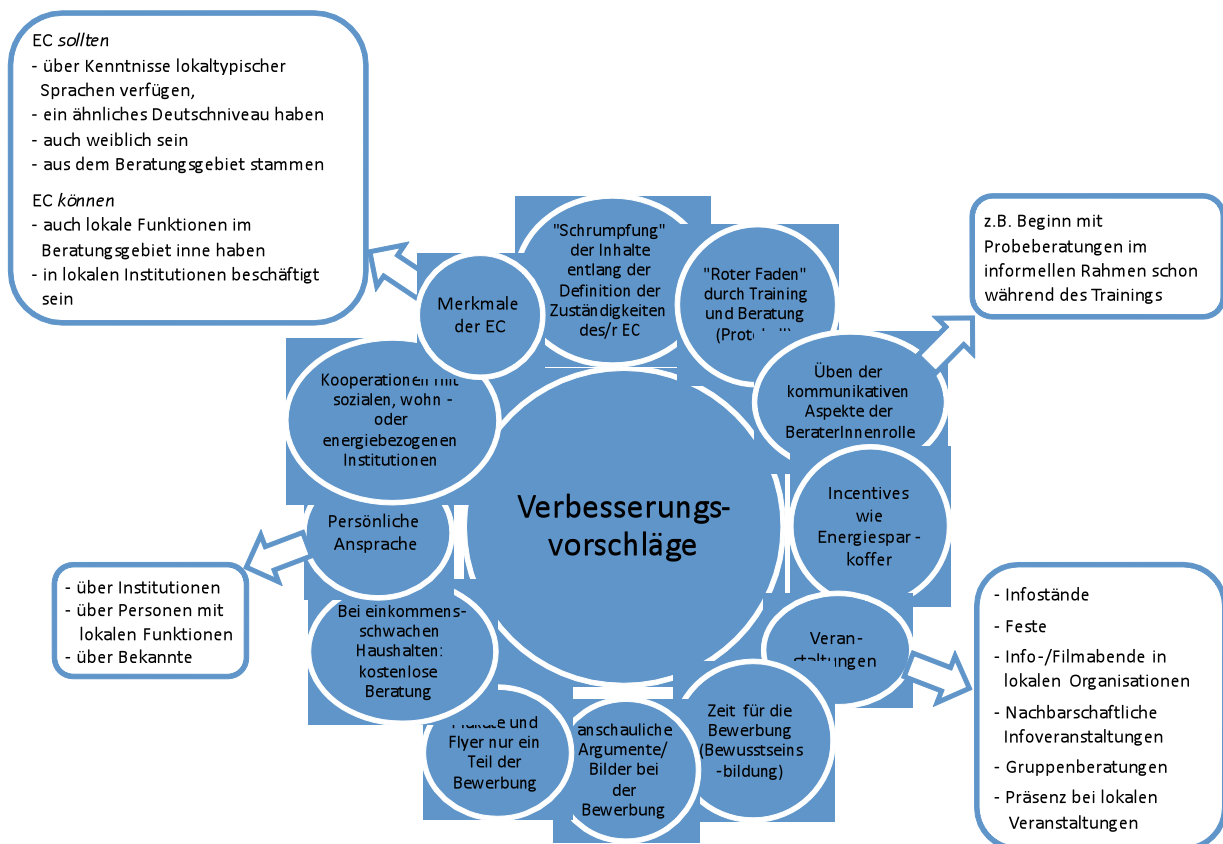 EC sollten
- über Kenntnisse lokaltypischer
Sprachen verfügen,
- ein ähnliches Deutschniveau haben
- auch weiblich sein
- aus dem Beratungsgebiet stammen
EC können
- auch lokale Funktionen im
Beratungsgebiet inne haben
- in lokalen Institutionen beschäftigt
sein
Merkmale
der EC
"Schrumpfung"
der Inhalte
entlang der
Definition der
Zuständigkeiten
des/r EC
"Roter Faden"
durch Training
und Beratung
z.B. Beginn mit
Probeberatungen im
informellen Rahmen schon
während des Trainings
Üben der
kommunikativen
Aspekte der
BeraterInnenrolle
Kooperationen mit
sozialen, wohn -
oder
energiebezogenen
Institutionen
Verbesserungs-
vorschläge
Incentives
wie
Energiespar -
koffer
Persönliche
Ansprache
- über Institutionen
- über Personen mit
lokalen Funktionen
- über Bekannte
Bei einkommens-
schwachen
Haushalten:
kostenlose
Beratung
Veran-
staltungen
- Infostände
- Feste
- Info-/Filmabende in
lokalen Organisationen
- Nachbarschaftliche
Infoveranstaltungen
- Gruppenberatungen
- Präsenz bei lokalen
Veranstaltungen
Zeit für die
Bewerbung
(Bewusstseins
-bildung)
anschauliche
Argumente/
Bilder bei
der
Bewerbung
und
Flyer nur ein
Teil der
Bewerbung